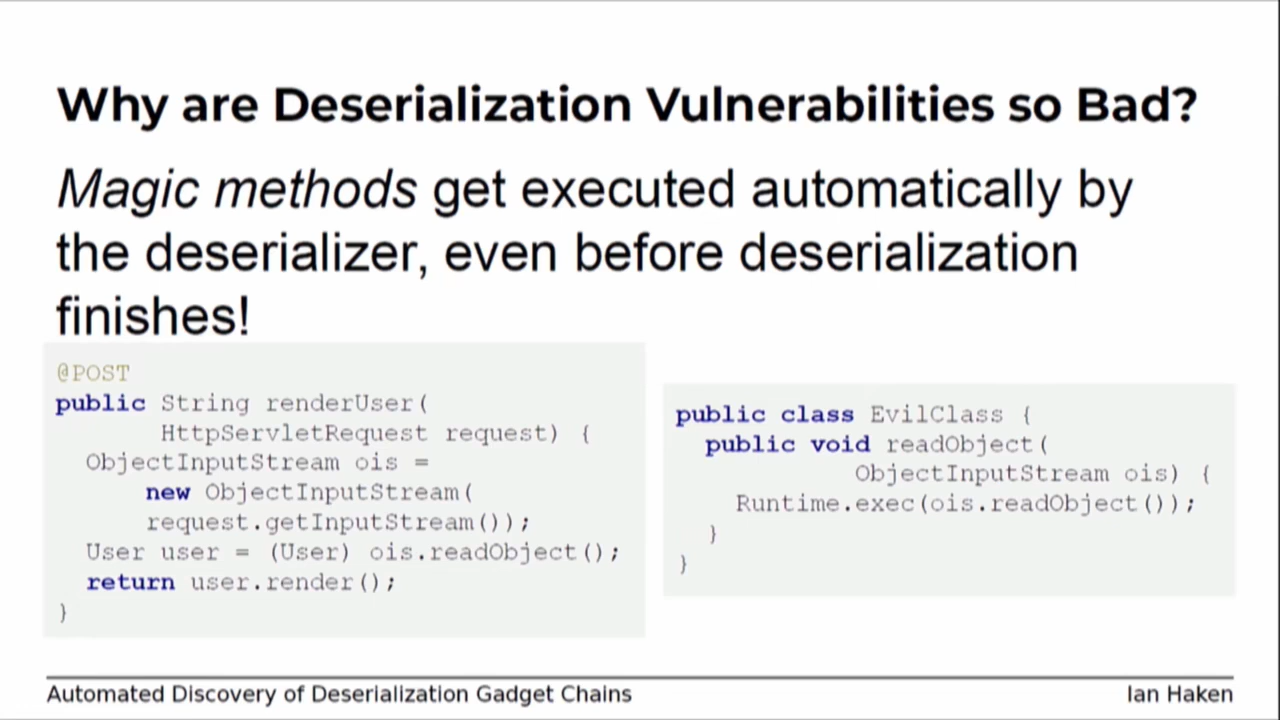 Why are Deserialization Vulnerabilities so Bad?
Magic methods get executed automatically by
the deserializer, even before deserialization
finishes!
@POST
public String renderUser(
HttpServletRequest request) {
ObjectInputStream ois =
new ObjectInputStream(
request.getInputStream());
User user = (User) ois.readObject();
return user.render();
}
public class EvilClass {
public void readObject(
ObjectInputStream ois) {
Runtime.exec(ois.readObject());
}
}
Automated Discovery of Deserialization Gadget Chains
Ian Haken